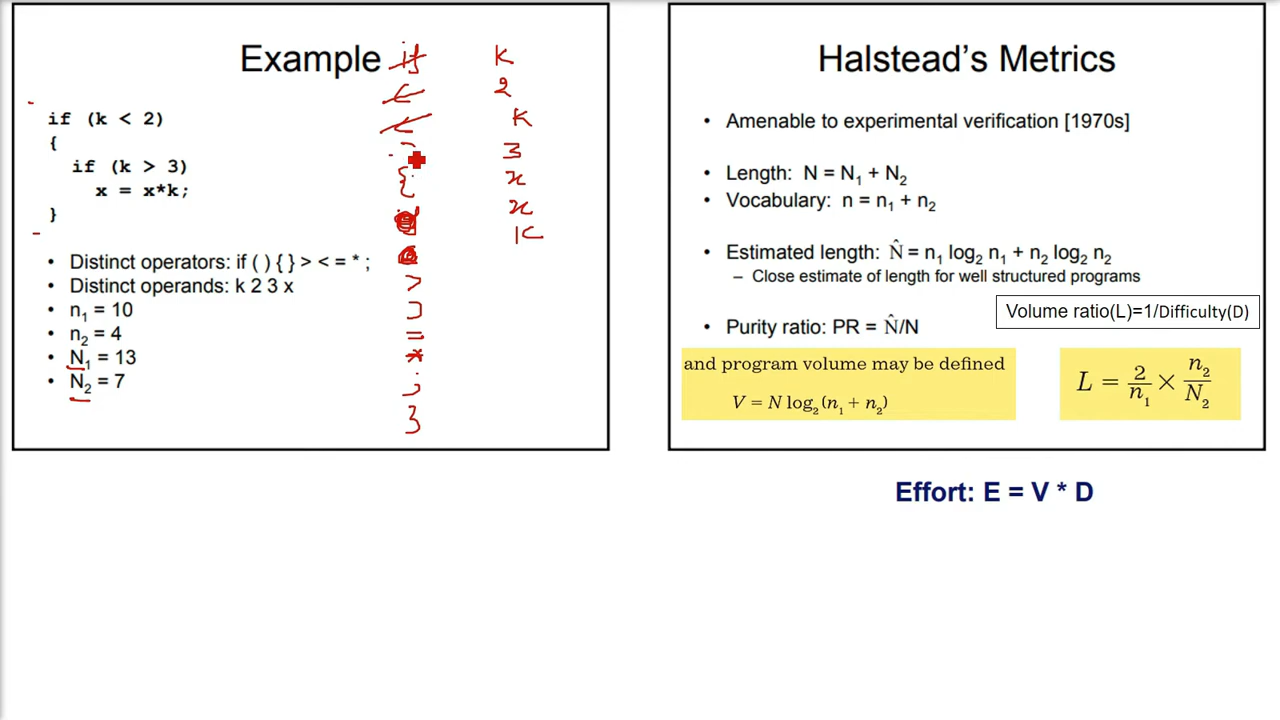 Example
if (k < 2)
{
if (k > 3)
x = x*k;
}
• Distinct operators: if ( ) { } > < = * ;
• Distinct operands: k 2 3 x
• n1 = 10
• n2 = 4
• N1 = 13
• N2 = 7
if
{
>
)
=
*
;
}
K
2
K
3
x
x
K
Halstead's Metrics
• Amenable to experimental verification [1970s]
• Length: N = N1 + N2
• Vocabulary: n = n1 + n2
• Estimated length: N̂ = n1 log2 n1 + n2 log2 n2
– Close estimate of length for well structured programs
Volume ratio(L)=1/Difficulty(D)
• Purity ratio: PR = N̂/N
and program volume may be defined
V = N log2 (n1 + n2)
L = 2/n1 × n2/N2
Effort: E = V * D